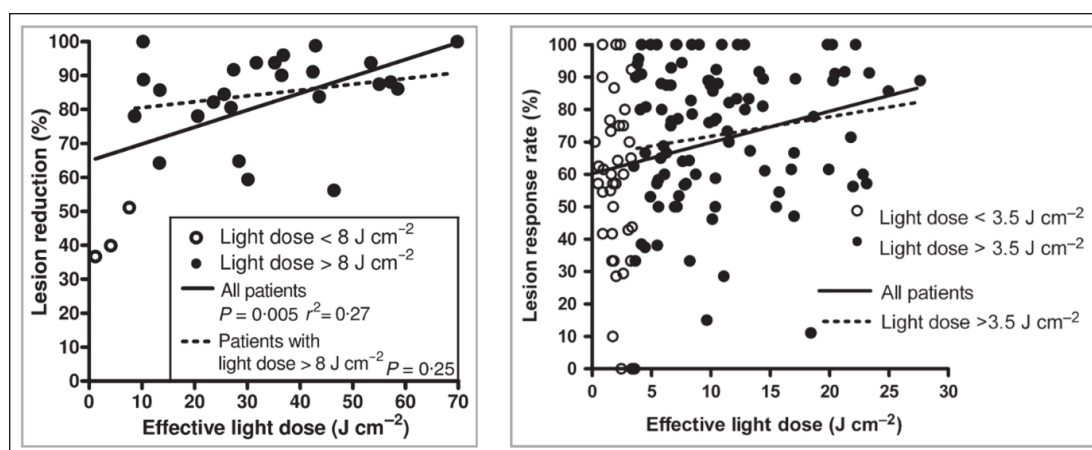 Lesion reduction (%)
100
90
80
70
60
50
40
30
20
10
0
Light dose < 8 J cm⁻²
Light dose > 8 J cm⁻²
All patients
P = 0·005 r² = 0·27
Patients with
light dose > 8 J cm⁻² P = 0·25
0 10 20 30 40 50 60 70
Effective light dose (J cm⁻²)
Lesion response rate (%)
100
90
80
70
60
50
40
30
20
10
0
Light dose < 3.5 J cm⁻²
Light dose > 3.5 J cm⁻²
All patients
Light dose >3.5 J cm⁻²
0 5 10 15 20 25 30
Effective light dose (J cm⁻²)